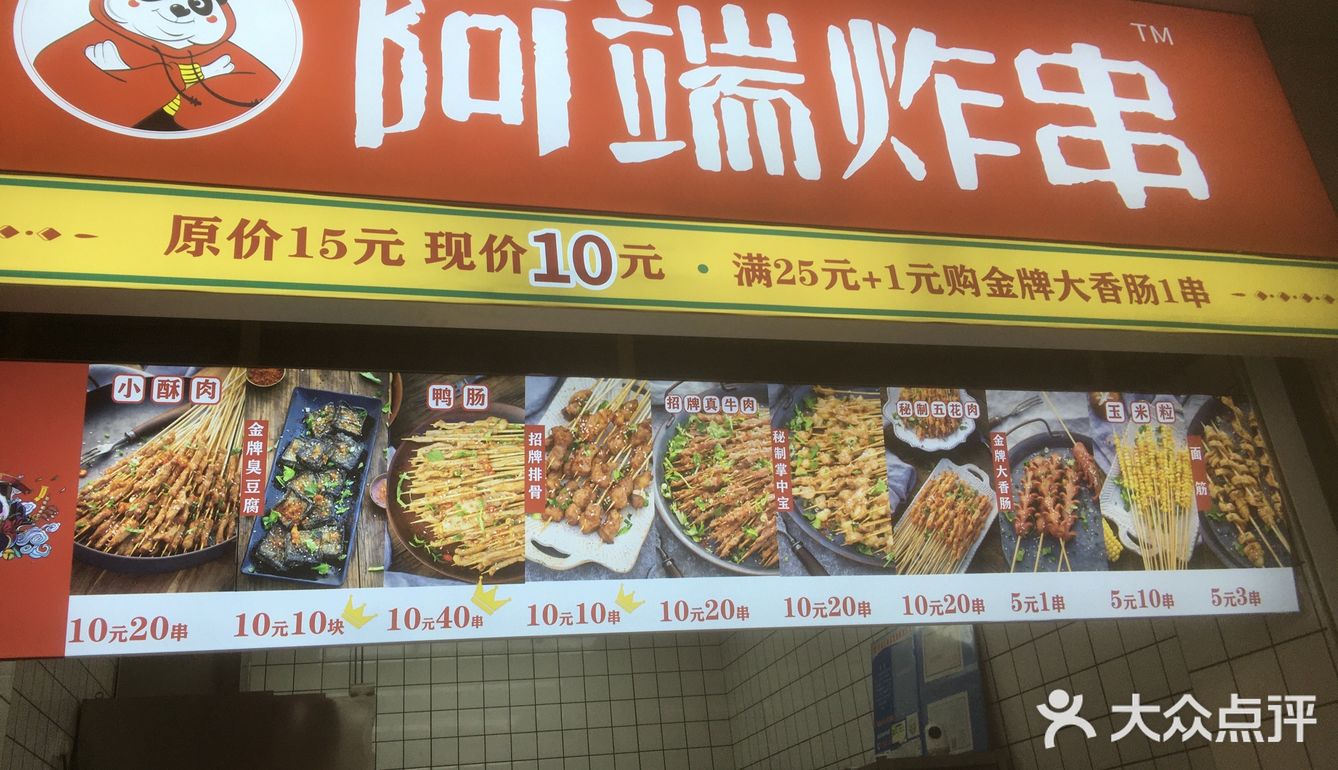 阿端炸串 TM
原价15元 现价10元 · 满25元+1元购金牌大香肠1串
小酥肉
金牌臭豆腐
鸭肠
招牌排骨
招牌真牛肉
秘制掌中宝
秘制五花肉
金牌大香肠
玉米粒
面筋
10元20串
10元10块
10元40串
10元10串
10元20串
10元20串
10元20串
5元1串
5元10串
5元3串
大众点评